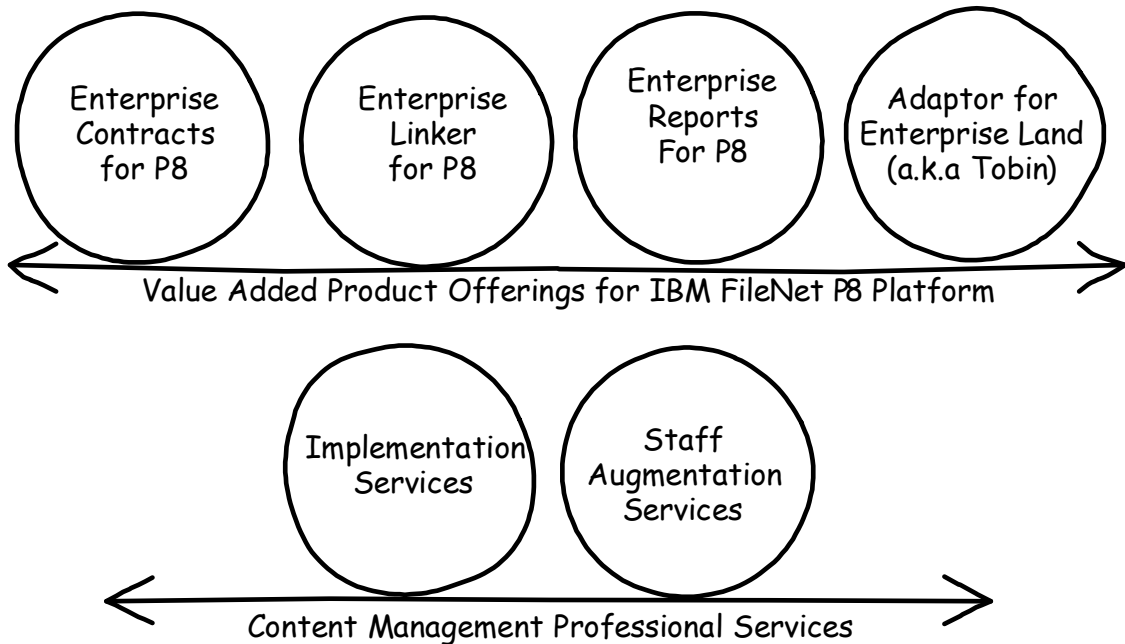 Enterprise
Contracts
for P8
Enterprise
Linker
for P8
Enterprise
Reports
For P8
Adaptor for
Enterprise Land
(a.k.a Tobin)
Value Added Product Offerings for IBM FileNet P8 Platform
Implementation
Services
Staff
Augmentation
Services
Content Management Professional Services